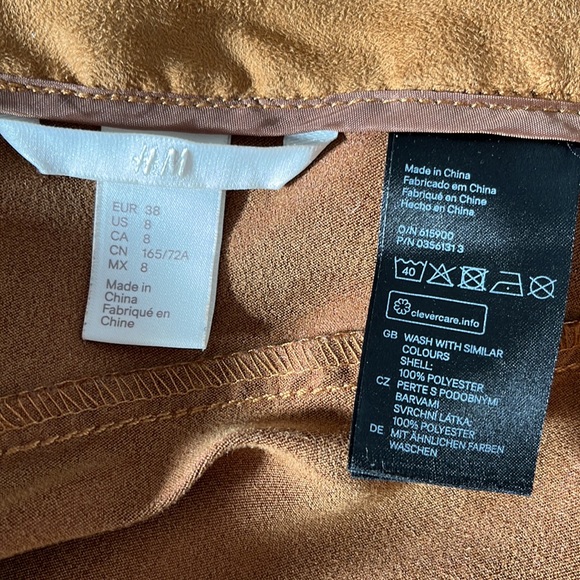 H&M
EUR 38
US 8
CA 8
CN 165/72A
MX 8
Made in
China
Fabriqué en
Chine
Made in China
Fabricado em China
Fabriqué en Chine
Hecho en China
O/N 615900
P/N 0356131 3
40
clevercare.info
GB WASH WITH SIMILAR
COLOURS
SHELL:
100% POLYESTER
CZ PERTE S PODOBNÝMI
BARVAMI
SVRCHNÍ LÁTKA:
100% POLYESTER
DE MIT ÄHNLICHEN FARBEN
WASCHEN